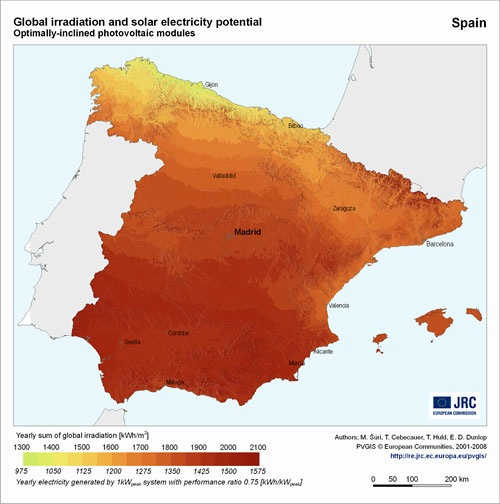 Global irradiation and solar electricity potential
Optimally-inclined photovoltaic modules
Spain
Gijon
Bilbao
Valladolid
Zaragoza
Barcelona
Madrid
Valencia
Alicante
Murcia
Cordoba
Sevilla
Malaga
JRC
EUROPEAN COMMISSION
Yearly sum of global irradiation [kWh/m²]
1300 1400 1500 1600 1700 1800 1900 2000 2100
975 1050 1125 1200 1275 1350 1425 1500 1575
Yearly electricity generated by 1kWpeak system with performance ratio 0.75 [kWh/kWpeak]
Authors: M. Šúri, T. Cebecauer, T. Huld, E. D. Dunlop
PVGIS © European Communities, 2001-2008
http://re.jrc.ec.europa.eu/pvgis/
0 50 100 200 km